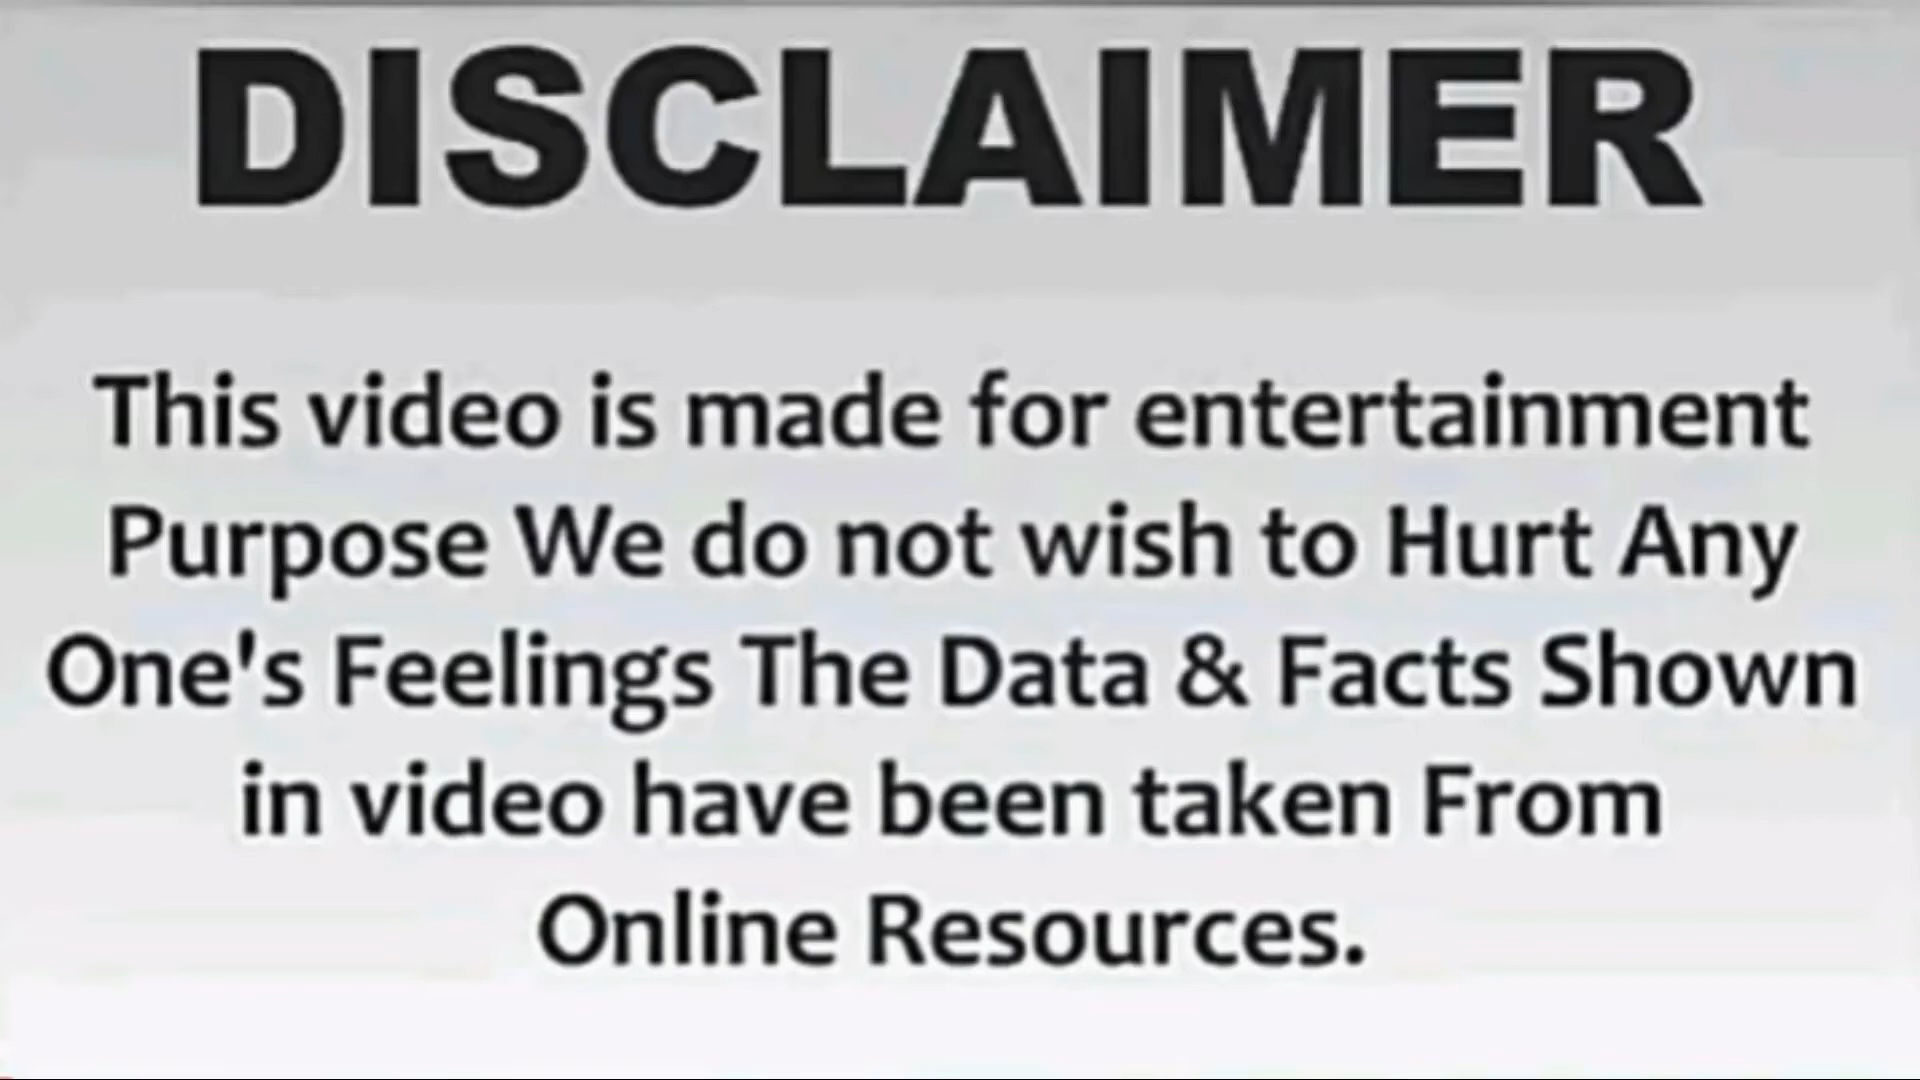 DISCLAIMER
This video is made for entertainment
Purpose We do not wish to Hurt Any
One's Feelings The Data & Facts Shown
in video have been taken From
Online Resources.